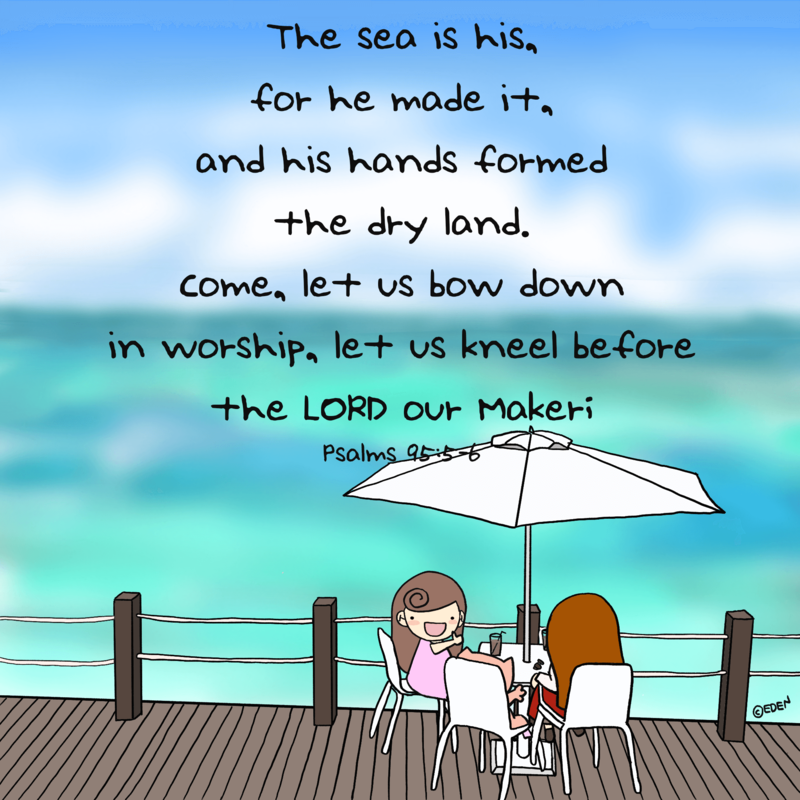 The sea is his,
for he made it,
and his hands formed
the dry land.
Come, let us bow down
in worship, let us kneel before
the LORD our Makeri
Psalms 95:5-6
©EDEN